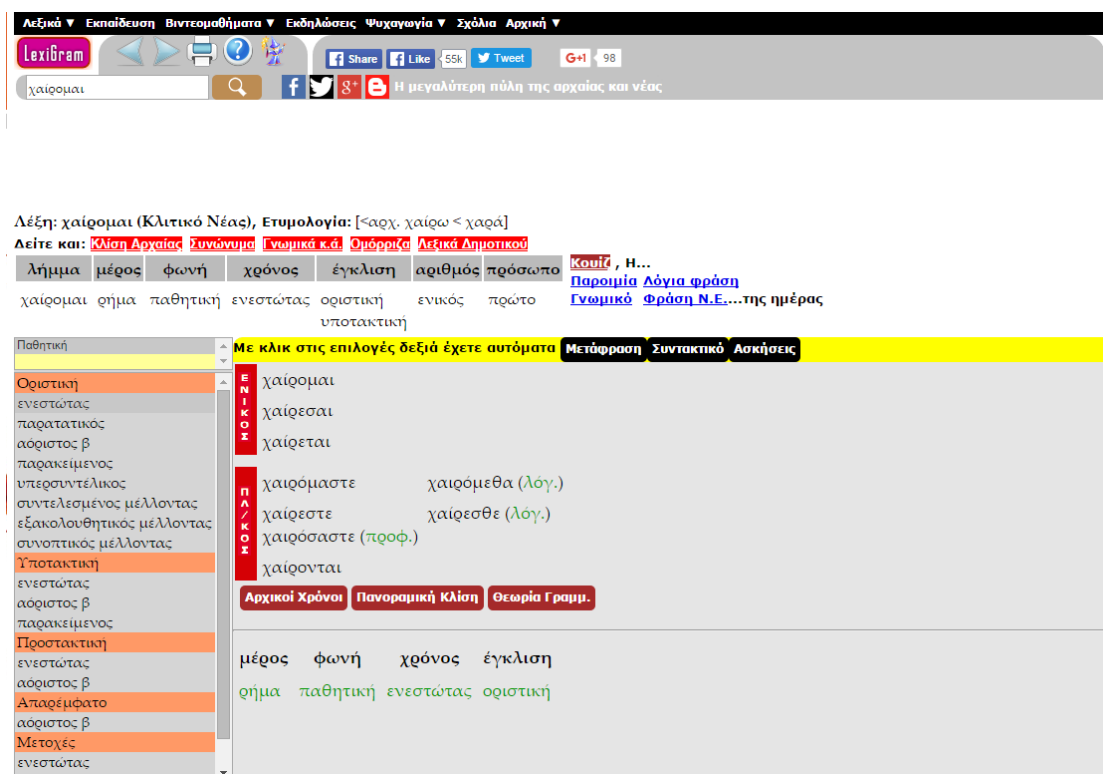 Λεξικά ▼ Εκπαίδευση Βιντεομαθήματα ▼ Εκδηλώσεις Ψυχαγωγία ▼ Σχόλια Αρχική ▼
LexiGram
Share Like 55k Tweet G+1 98
χαίρομαι
Η μεγαλύτερη πύλη της αρχαίας και νέας
Λέξη: χαίρομαι (Κλιτικό Νέας), Ετυμολογία: [<αρχ. χαίρω < χαρά]
Δείτε και: Κλίση Αρχαίας Συνώνυμα Γνωμικά κ.ά. Ομόρριζα Λεξικά Δημοτικού
λήμμα μέρος φωνή χρόνος έγκλιση αριθμός πρόσωπο
χαίρομαι ρήμα παθητική ενεστώτας οριστική ενικός πρώτο
υποτακτική
Κουίζ , Η...
Παροιμία Λόγια φράση
Γνωμικό Φράση Ν.Ε....της ημέρας
Παθητική
Με κλικ στις επιλογές δεξιά έχετε αυτόματα Μετάφραση Συντακτικό Ασκήσεις
Οριστική
ενεστώτας
παρατατικός
αόριστος β
παρακείμενος
υπερσυντέλικος
συντελεσμένος μέλλοντας
εξακολουθητικός μέλλοντας
συνοπτικός μέλλοντας
Υποτακτική
ενεστώτας
αόριστος β
παρακείμενος
Προστακτική
ενεστώτας
αόριστος β
Απαρέμφατο
αόριστος β
Μετοχές
ενεστώτας
ΕΝΙΚΟΣ
χαίρομαι
χαίρεσαι
χαίρεται
ΠΛ/ΚΟΣ
χαιρόμαστε χαιρόμεθα (λόγ.)
χαίρεστε χαίρεσθε (λόγ.)
χαιρόσαστε (προφ.)
χαίρονται
Αρχικοί Χρόνοι Πανοραμική Κλίση Θεωρία Γραμμ.
μέρος φωνή χρόνος έγκλιση
ρήμα παθητική ενεστώτας οριστική